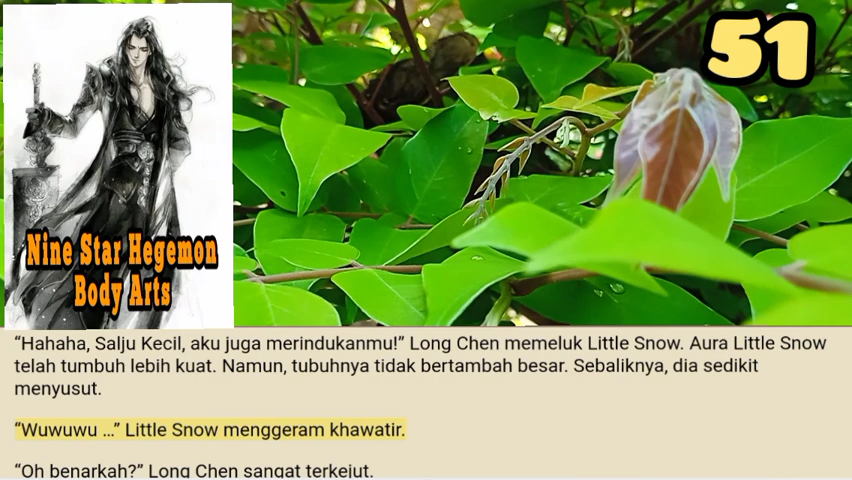 51
Nine Star Hegemon
Body Arts
“Hahaha, Salju Kecil, aku juga merindukanmu!” Long Chen memeluk Little Snow. Aura Little Snow
telah tumbuh lebih kuat. Namun, tubuhnya tidak bertambah besar. Sebaliknya, dia sedikit
menyusut.
“Wuwuwu ...” Little Snow menggeram khawatir.
“Oh benarkah?” Long Chen sangat terkejut.